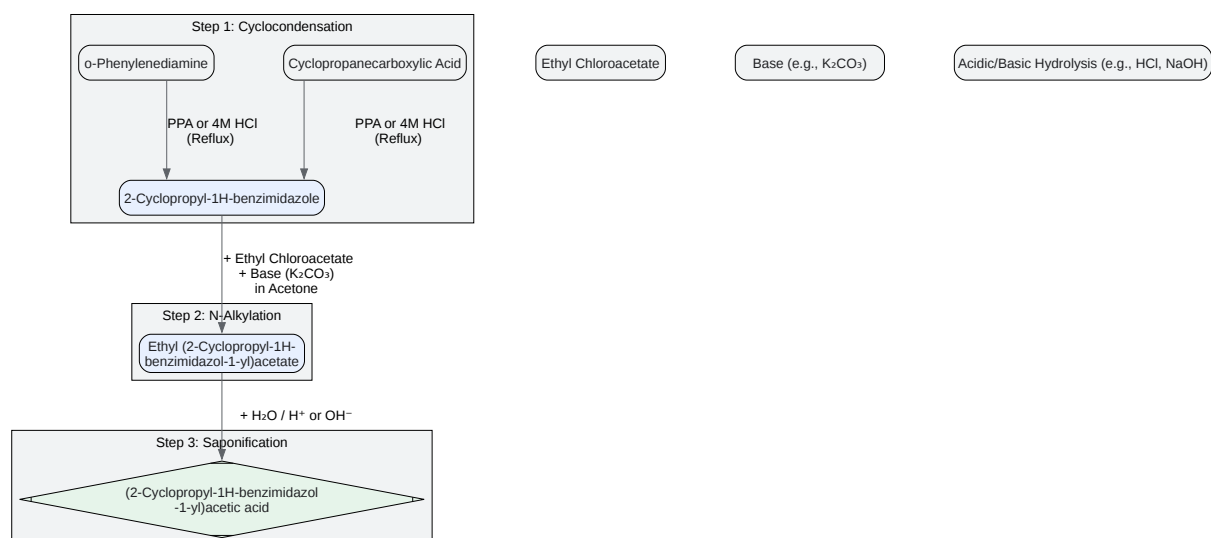 Step 1: Cyclocondensation
o-Phenylenediamine
Cyclopropanecarboxylic Acid
Ethyl Chloroacetate
Base (e.g., K₂CO₃)
Acidic/Basic Hydrolysis (e.g., HCl, NaOH)
PPA or 4M HCl
(Reflux)
PPA or 4M HCl
(Reflux)
2-Cyclopropyl-1H-benzimidazole
+ Ethyl Chloroacetate
+ Base (K₂CO₃)
in Acetone
Step 2: N-Alkylation
Ethyl (2-Cyclopropyl-1H-
benzimidazol-1-yl)acetate
+ H₂O / H⁺ or OH⁻
Step 3: Saponification
(2-Cyclopropyl-1H-benzimidazol
-1-yl)acetic acid